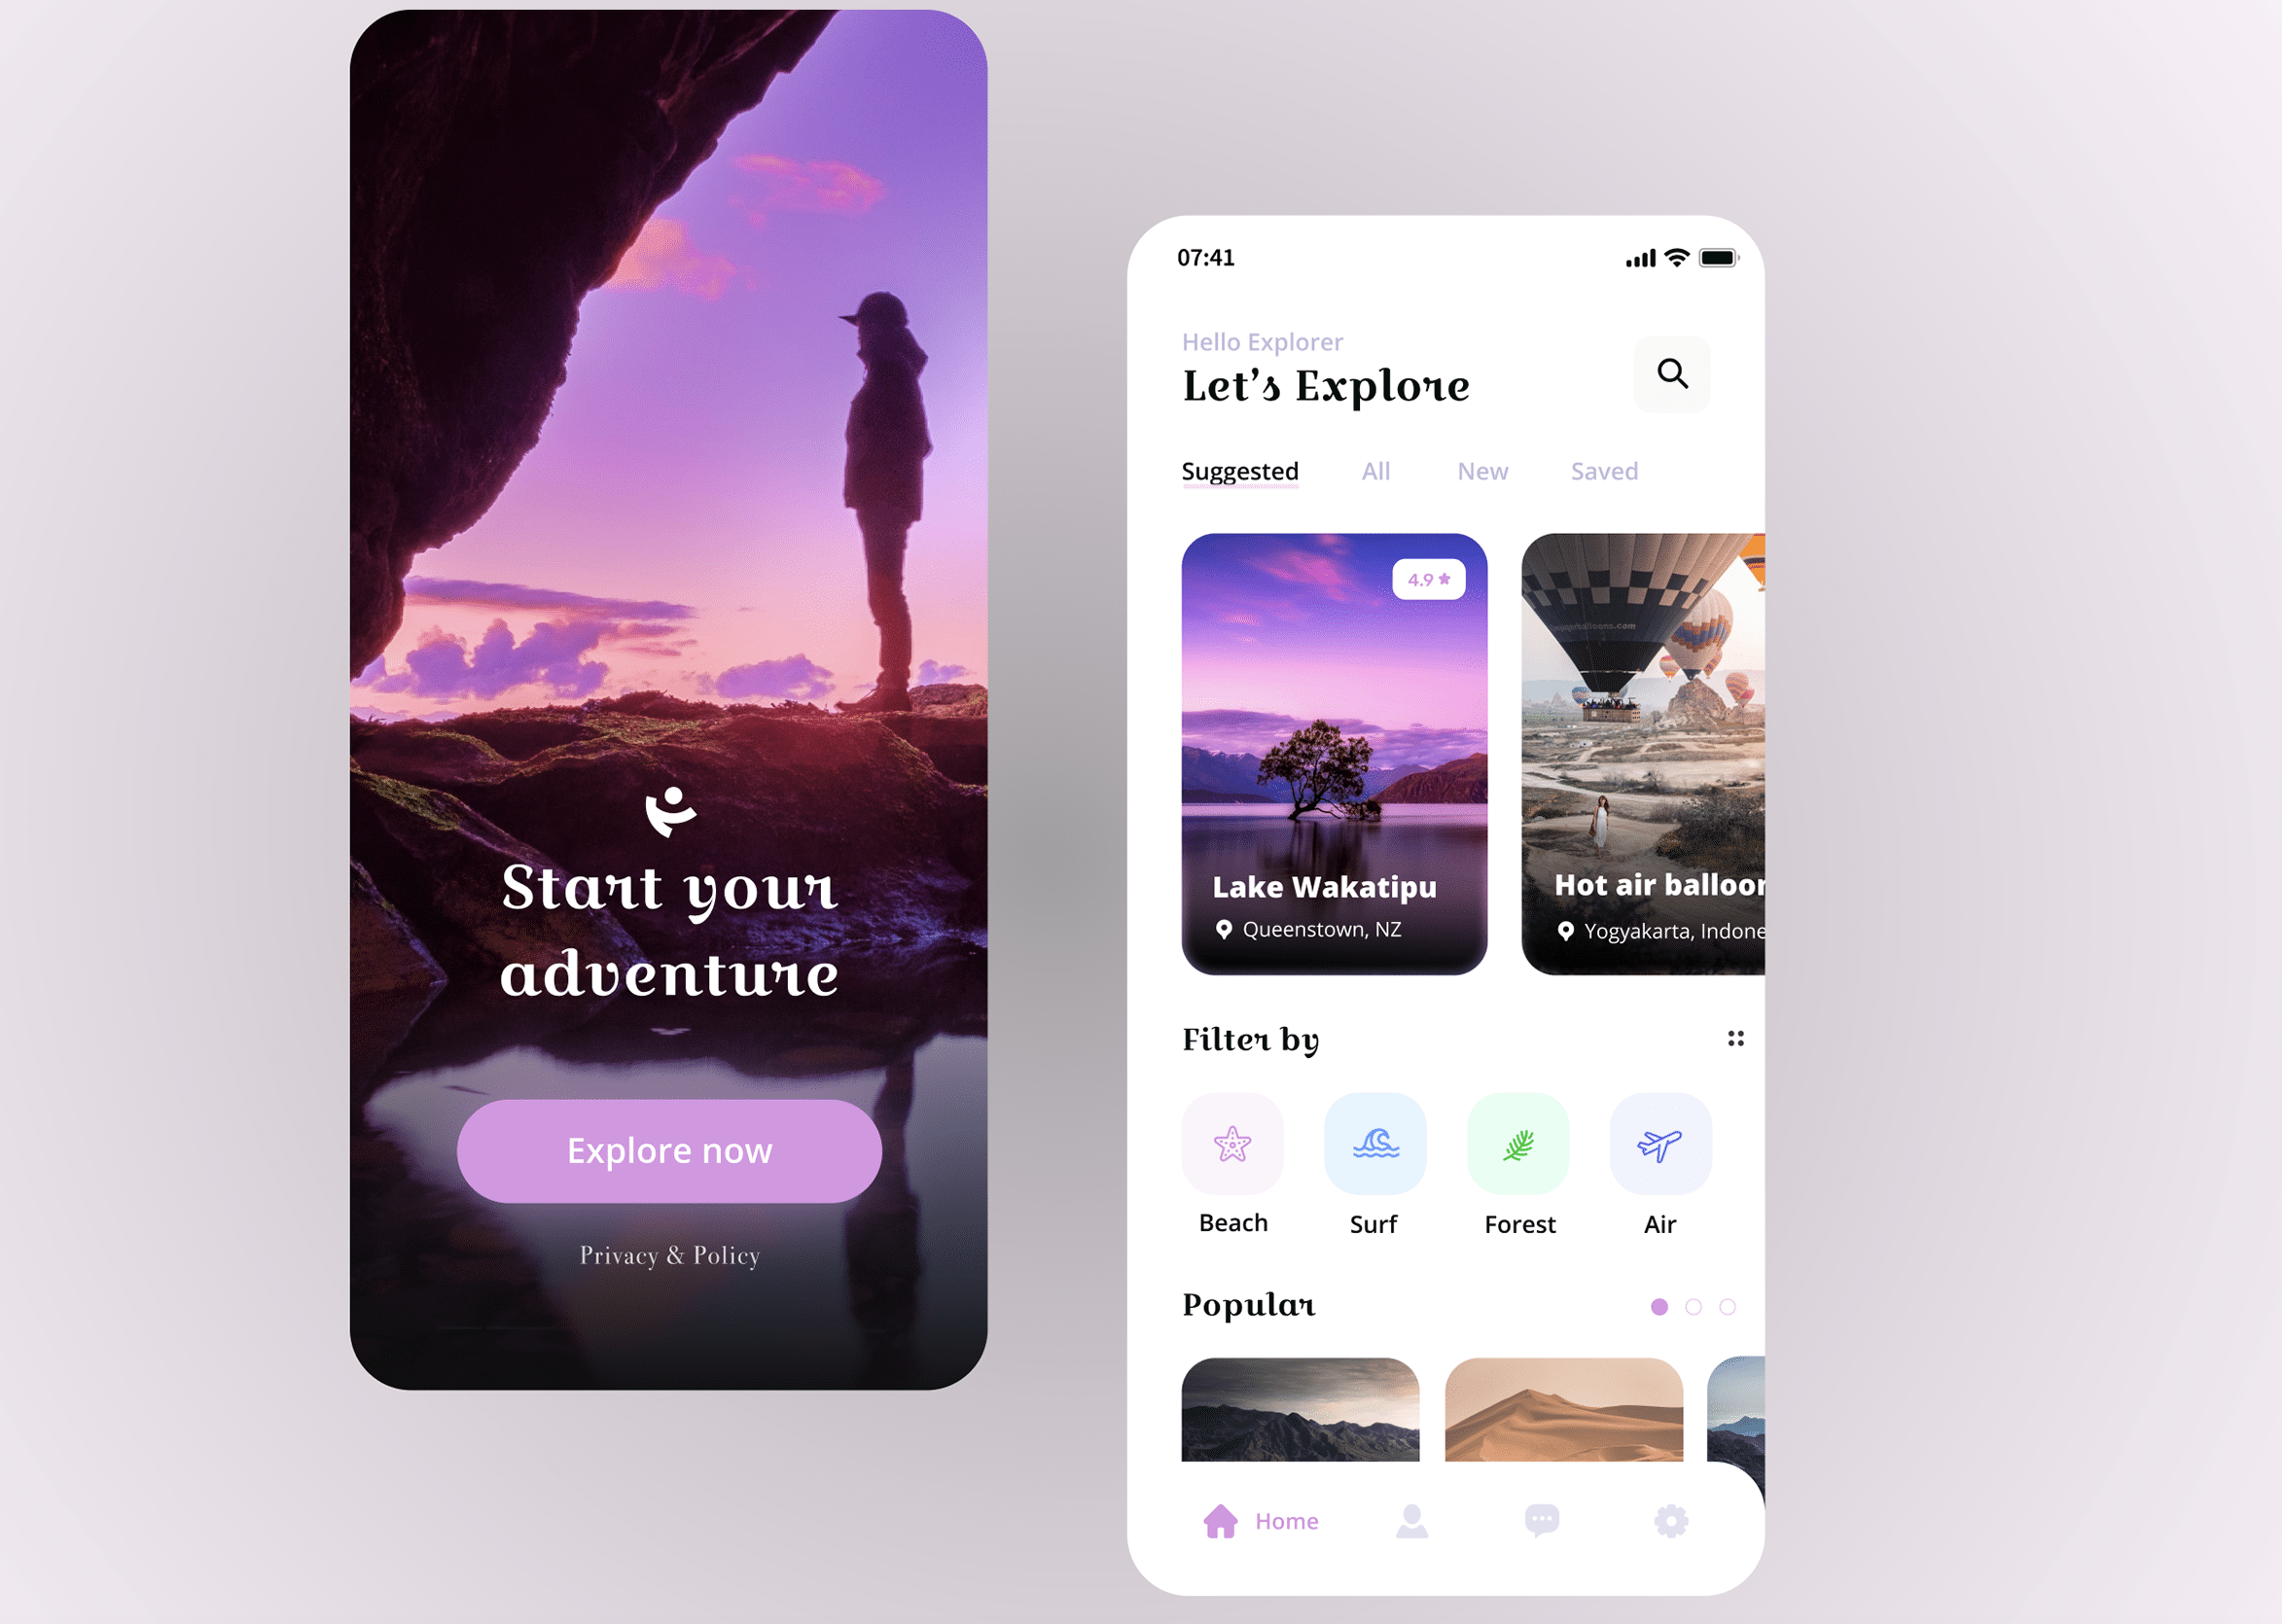 Start your
adventure
Explore now
Privacy & Policy
07:41
Hello Explorer
Let's Explore
Suggested All New Saved
4.9
Lake Wakatipu
Queenstown, NZ
Hot air balloon
Yogyakarta, Indone
Filter by
Beach Surf Forest Air
Popular
Home